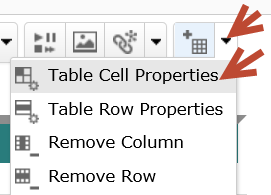 Table Cell Properties
Table Row Properties
Remove Column
Remove Row